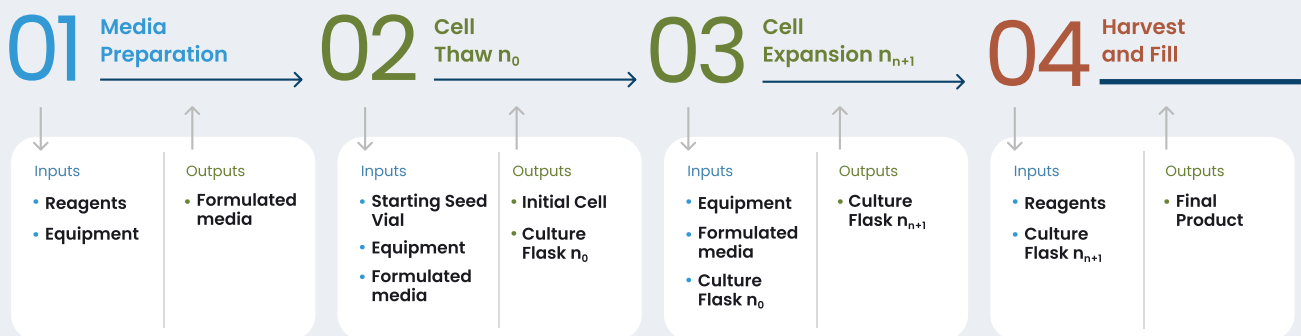 01
Media
Preparation
02
Cell
Thaw n₀
03
Cell
Expansion nₙ₊₁
04
Harvest
and Fill
Inputs
• Reagents
• Equipment
Outputs
• Formulated
media
Inputs
• Starting Seed
Vial
• Equipment
• Formulated
media
Outputs
• Initial Cell
• Culture
Flask n₀
Inputs
• Equipment
• Formulated
media
• Culture
Flask n₀
Outputs
• Culture
Flask nₙ₊₁
Inputs
• Reagents
• Culture
Flask nₙ₊₁
Outputs
• Final
Product